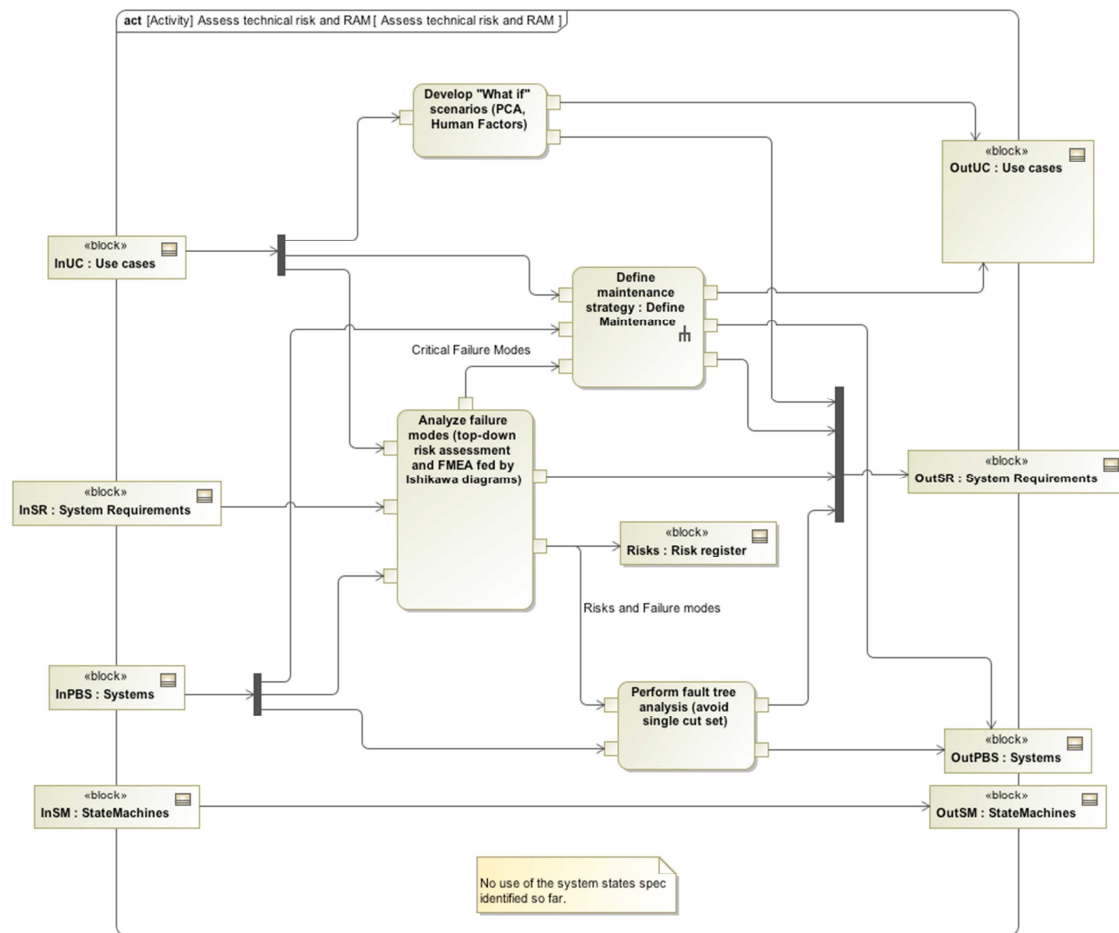 act [Activity] Assess technical risk and RAM [ Assess technical risk and RAM ]
Develop "What if"
scenarios (PCA,
Human Factors)
«block»
OutUC : Use cases
«block»
InUC : Use cases
Define
maintenance
strategy : Define
Maintenance
Critical Failure Modes
Analyze failure
modes (top-down
risk assessment
and FMEA fed by
Ishikawa diagrams)
«block»
OutSR : System Requirements
«block»
InSR : System Requirements
«block»
Risks : Risk register
Risks and Failure modes
«block»
InPBS : Systems
Perform fault tree
analysis (avoid
single cut set)
«block»
OutPBS : Systems
«block»
InSM : StateMachines
«block»
OutSM : StateMachines
No use of the system states spec
identified so far.